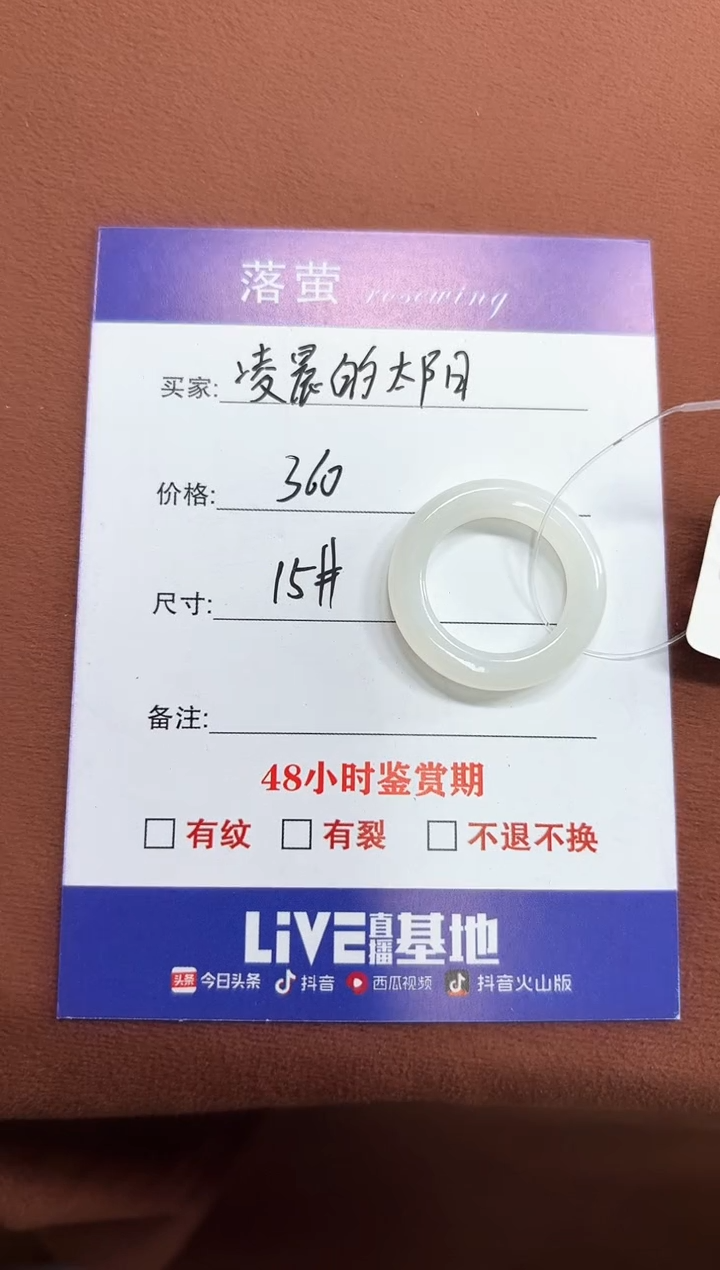 落萤 rosewing
买家: 凌晨的太阳
价格: 360
尺寸: 15#
备注:
48小时鉴赏期
□ 有纹 □ 有裂 □ 不退不换
LiVE直播基地
头条 今日头条 抖音 西瓜视频 抖音火山版